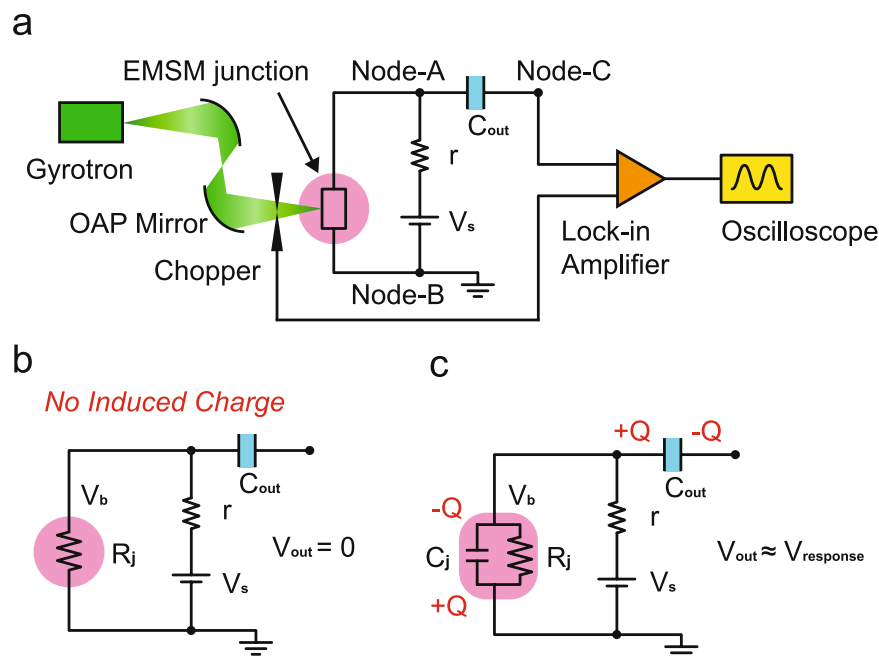 a
EMSM junction
Node-A
Node-C
Cout
r
Gyrotron
OAP Mirror
Vs
Lock-in
Amplifier
Oscilloscope
Chopper
Node-B
b
No Induced Charge
Cout
Vb
r
Rj
Vout = 0
Vs
c
+Q
-Q
Cout
Vb
-Q
r
Cj
Rj
Vout ≈ Vresponse
Vs
+Q